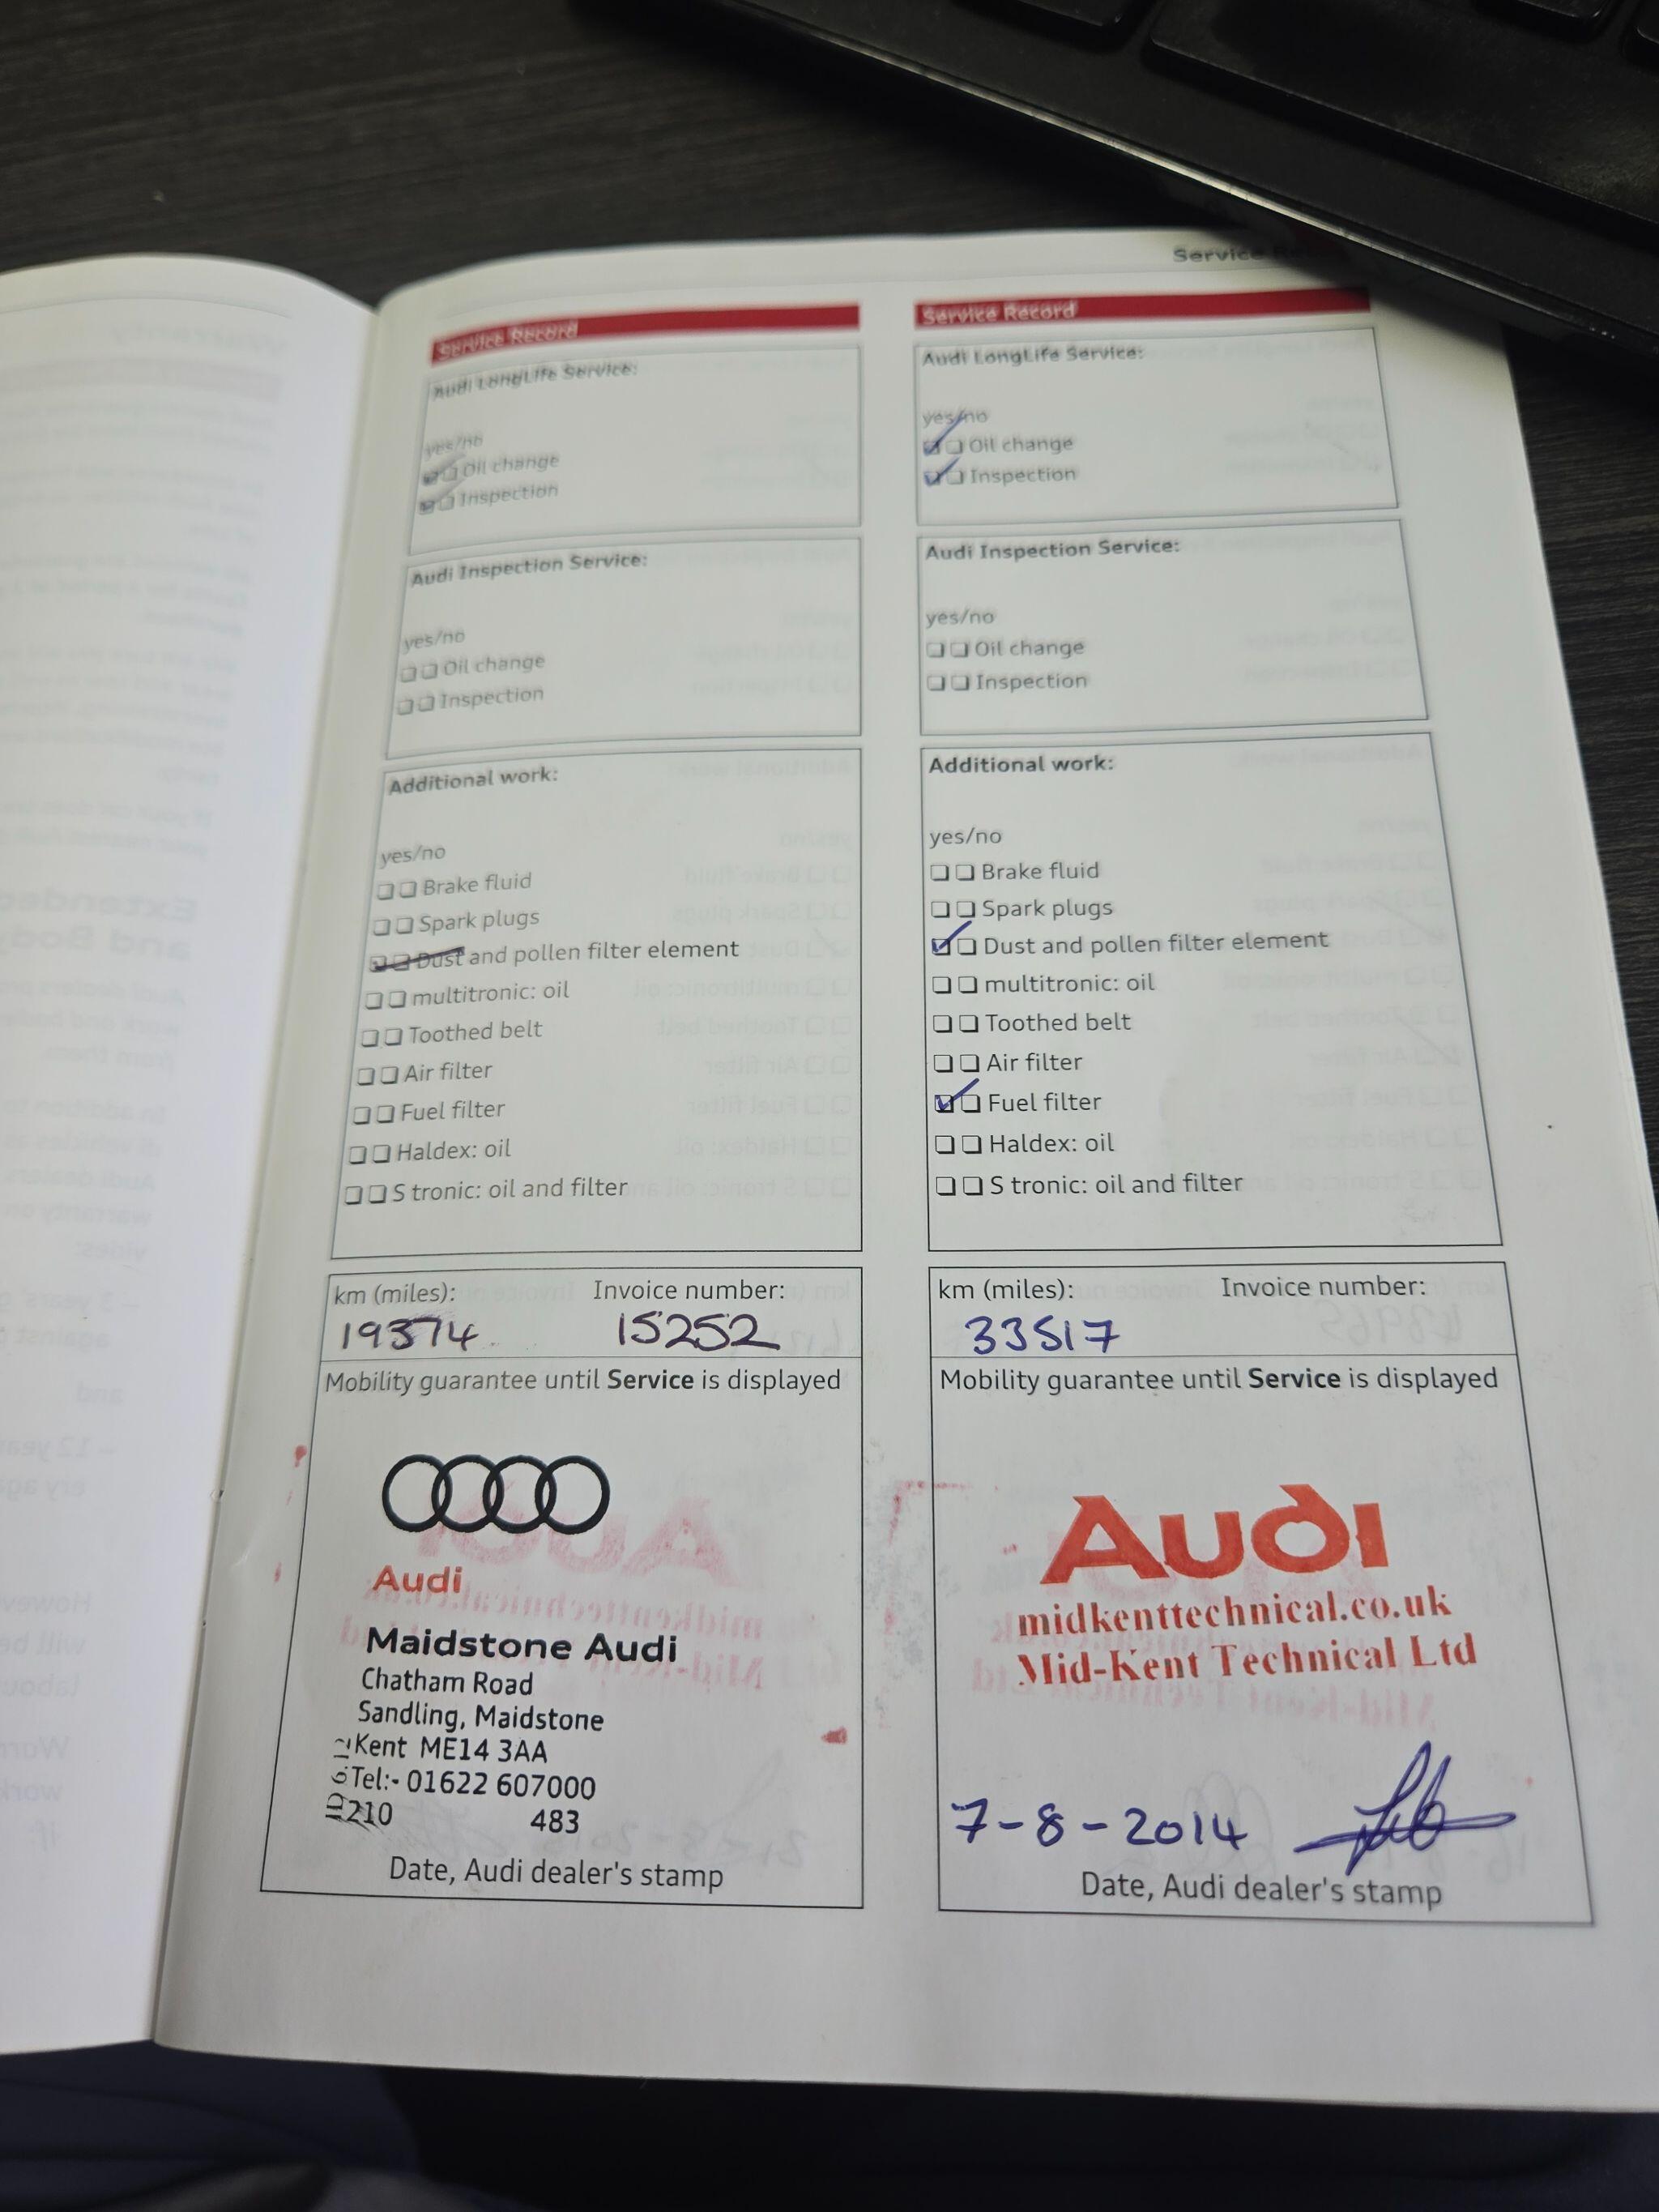 Service
Service Record
Audi LongLife Service:
yes/no
Oil change
Inspection
Audi Inspection Service:
yes/no
Oil change
Inspection
Additional work:
yes/no
Brake fluid
Spark plugs
Dust and pollen filter element
multitronic: oil
Toothed belt
Air filter
Fuel filter
Haldex: oil
S tronic: oil and filter
km (miles): Invoice number:
19374 15252
Mobility guarantee until Service is displayed
Audi
Maidstone Audi
Chatham Road
Sandling, Maidstone
Kent ME14 3AA
Tel:- 01622 607000
210 483
Date, Audi dealer's stamp
Service Record
Audi LongLife Service:
yes/no
Oil change
Inspection
Audi Inspection Service:
yes/no
Oil change
Inspection
Additional work:
yes/no
Brake fluid
Spark plugs
Dust and pollen filter element
multitronic: oil
Toothed belt
Air filter
Fuel filter
Haldex: oil
S tronic: oil and filter
km (miles): Invoice number:
33517
Mobility guarantee until Service is displayed
Audi
midkenttechnical.co.uk
Mid-Kent Technical Ltd
7-8-2014
Date, Audi dealer's stamp